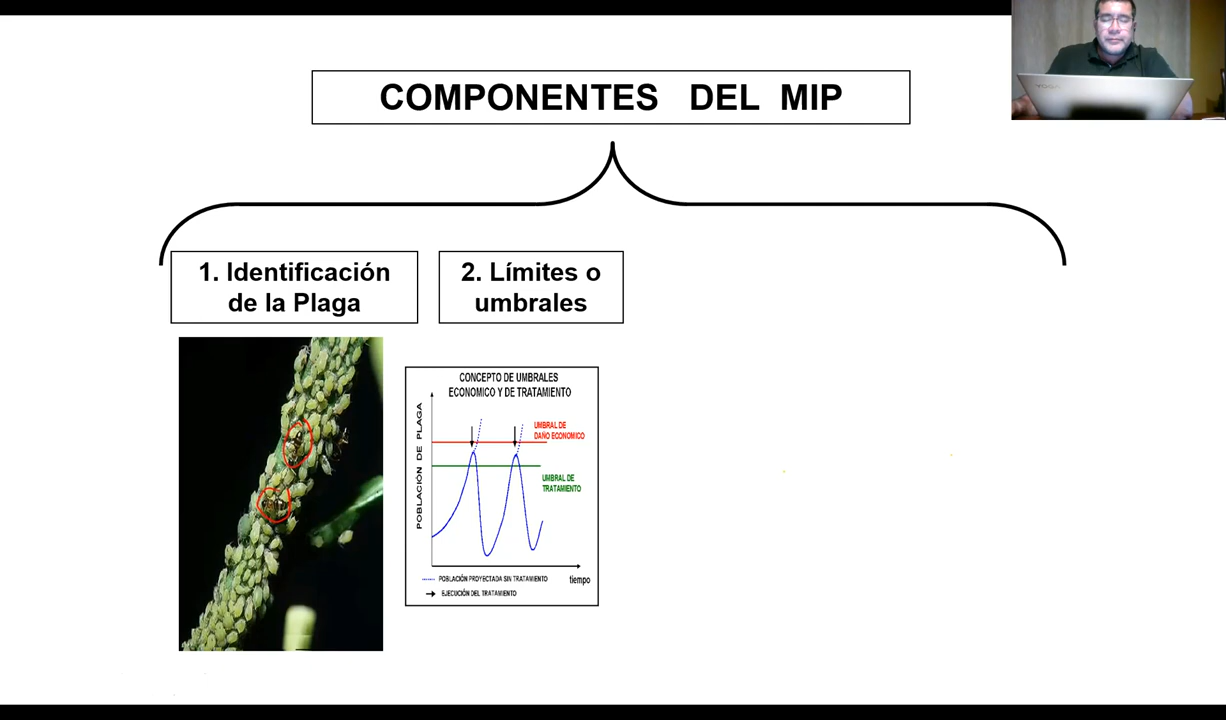 COMPONENTES DEL MIP
1. Identificación
de la Plaga
2. Límites o
umbrales
CONCEPTO DE UMBRALES
ECONOMICO Y DE TRATAMIENTO
POBLACIÓN DE PLAGA
UMBRAL DE
DAÑO ECONOMICO
UMBRAL DE
TRATAMIENTO
POBLACIÓN PROYECTADA SIN TRATAMIENTO
tiempo
EJECUCIÓN DEL TRATAMIENTO
YOGA